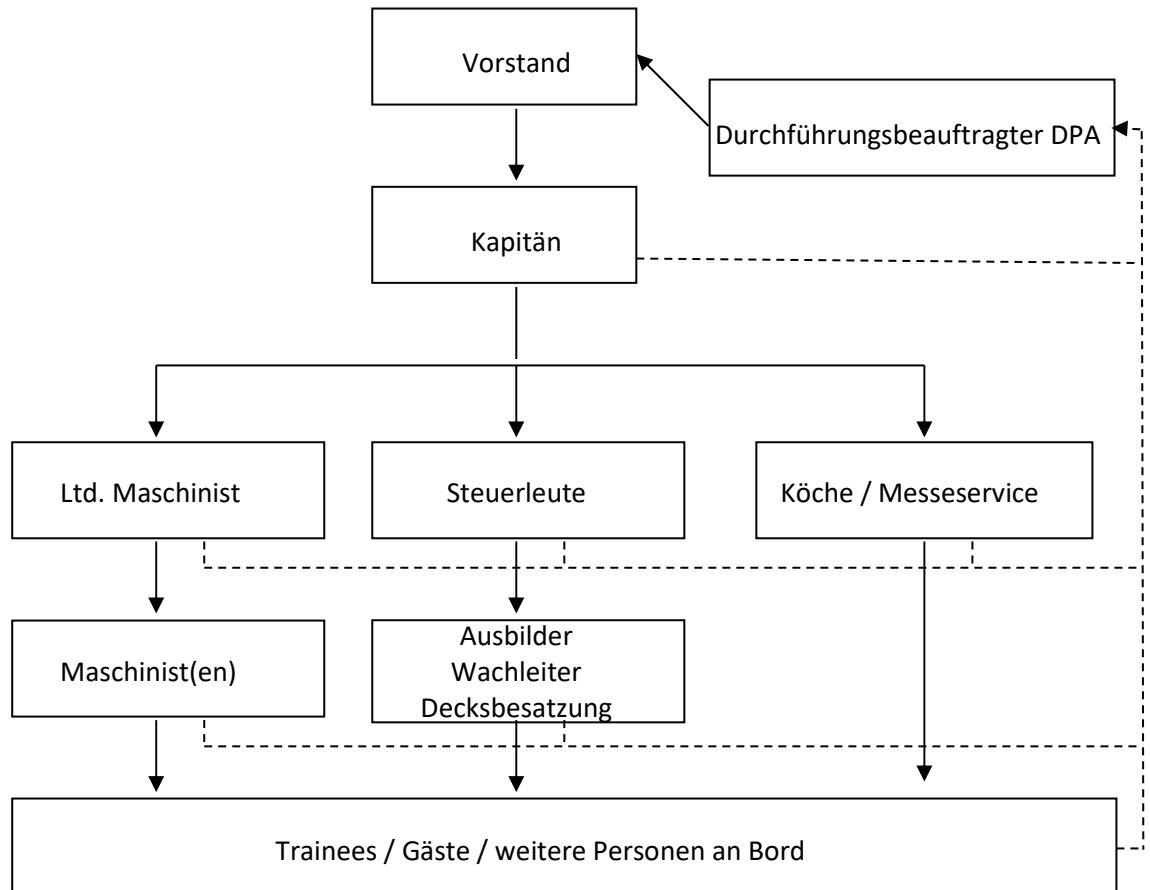 Vorstand
Durchführungsbeauftragter DPA
Kapitän
Ltd. Maschinist
Steuerleute
Köche / Messeservice
Maschinist(en)
Ausbilder
Wachleiter
Decksbesatzung
Trainees / Gäste / weitere Personen an Bord